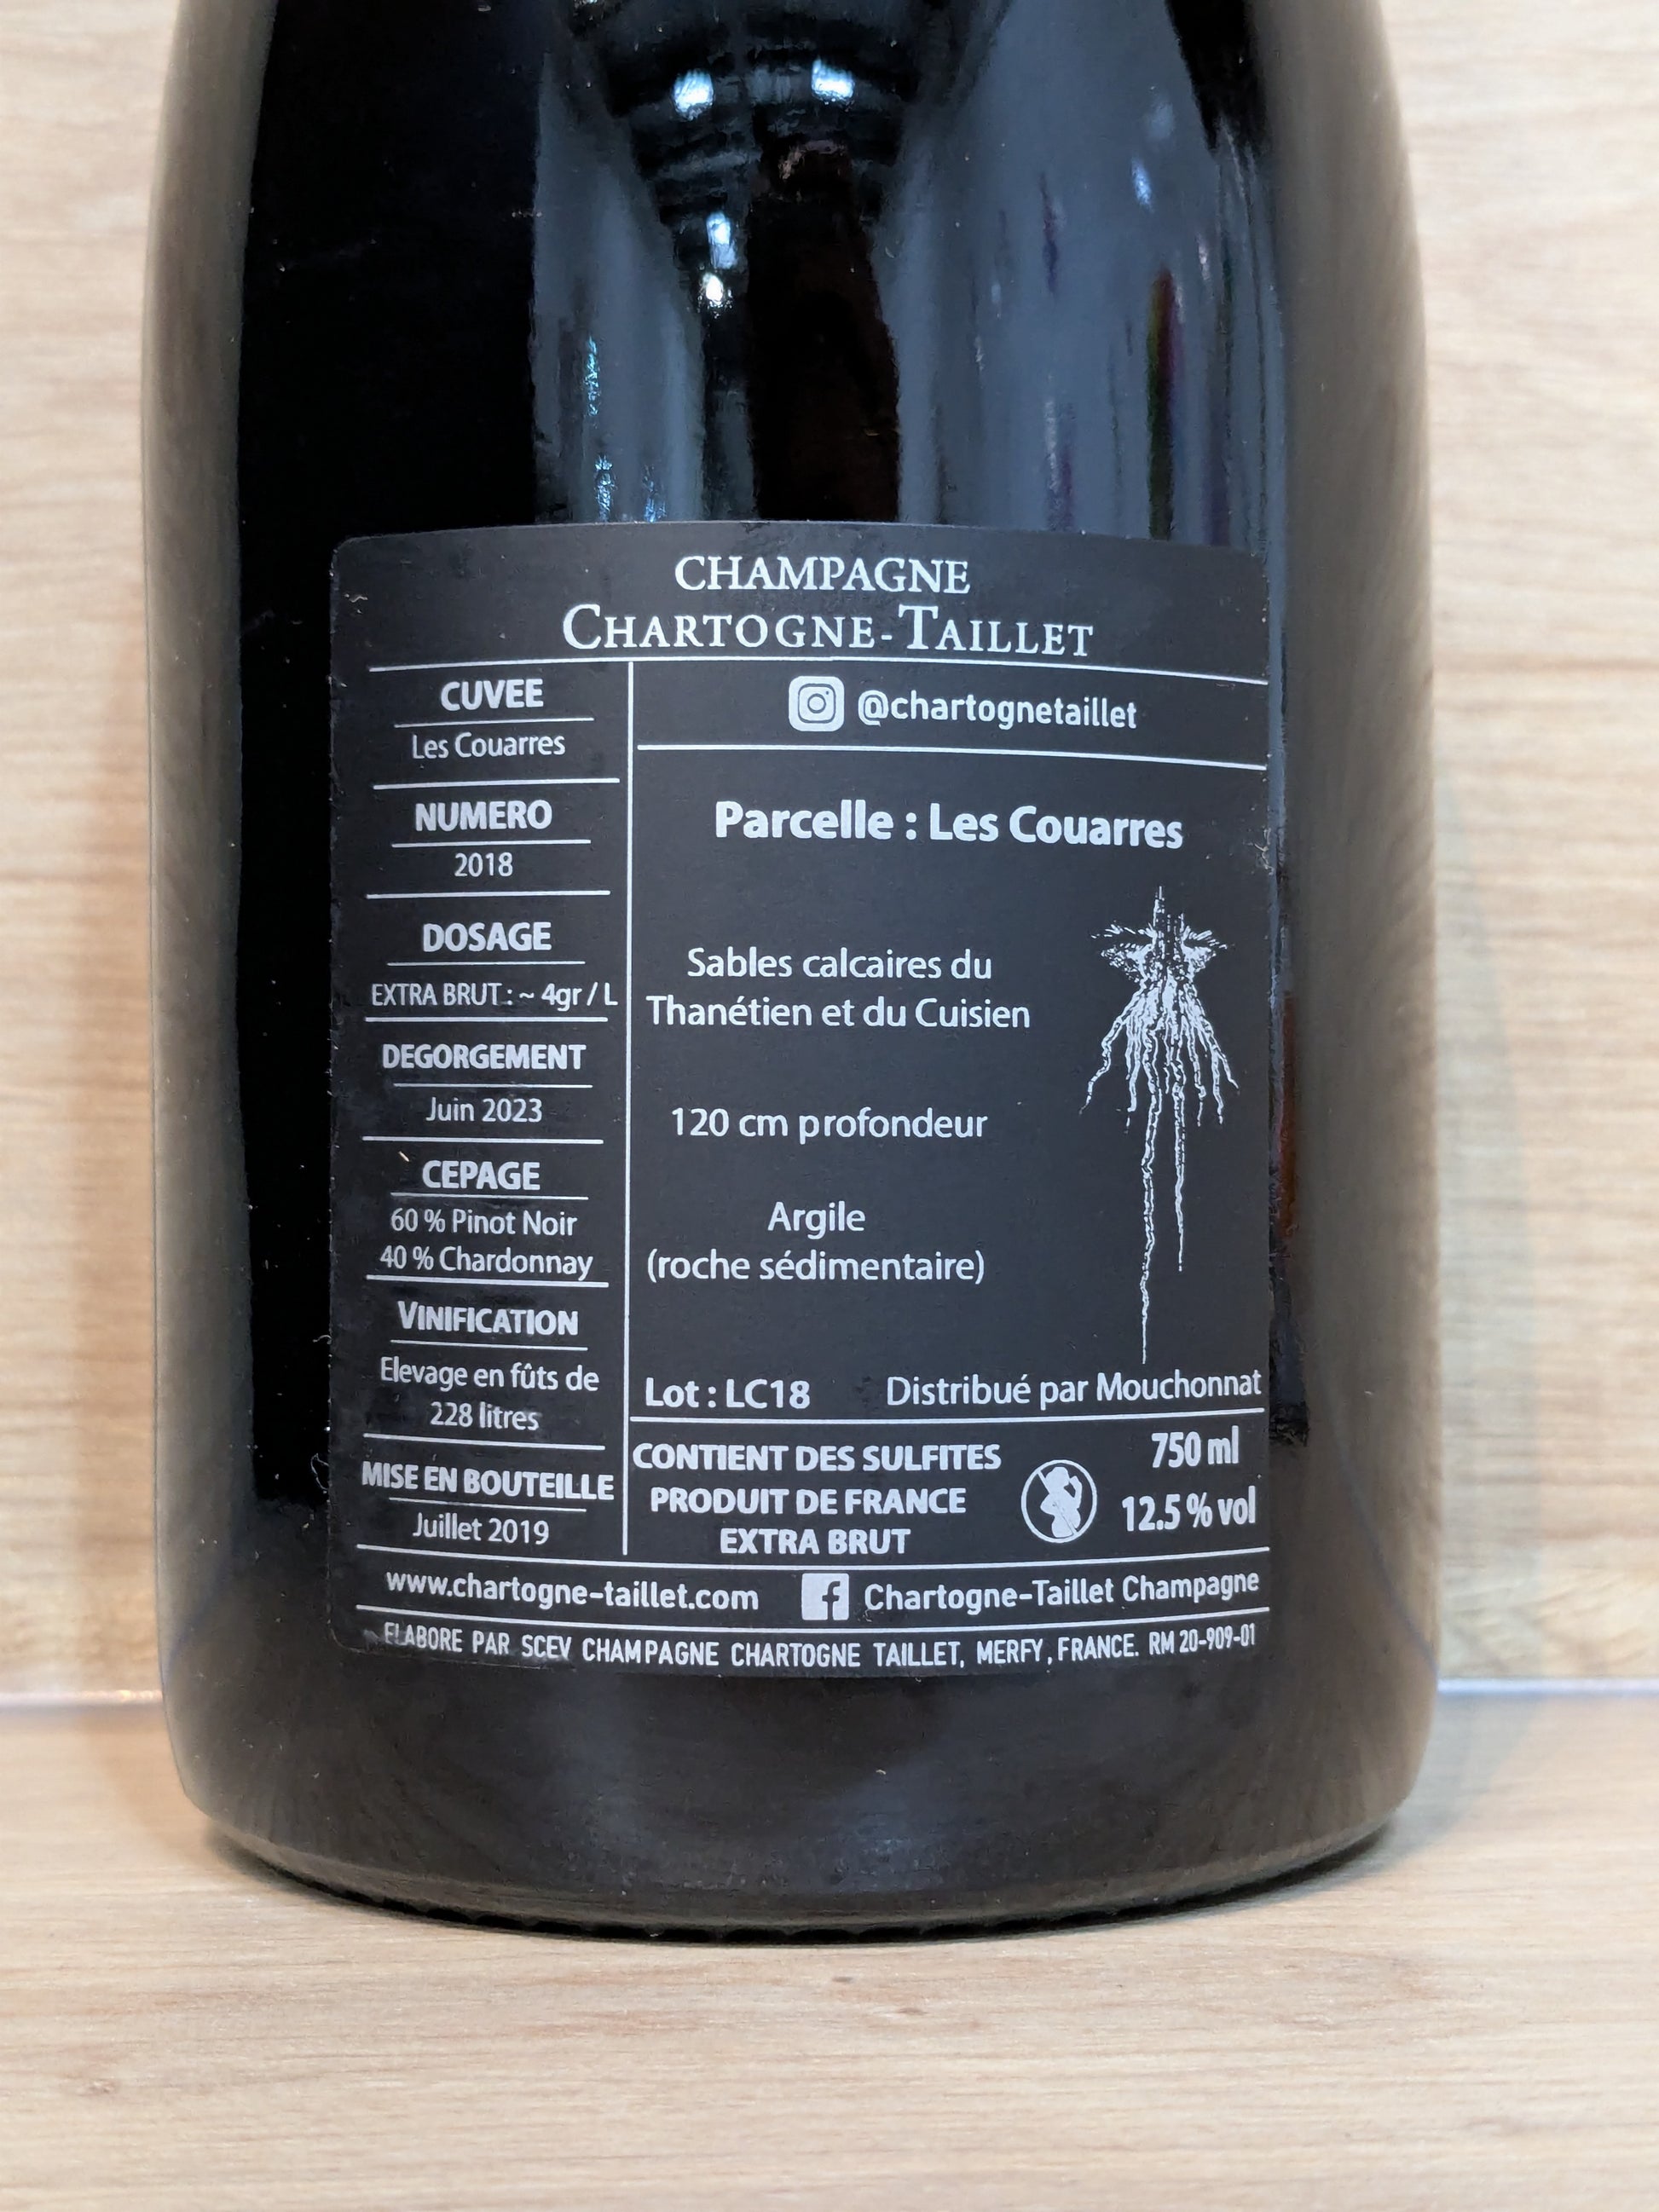 CHAMPAGNE
CHARTOGNE-TAILLET
CUVEE
Les Couarres
NUMERO
2018
DOSAGE
EXTRA BRUT : ~ 4gr / L
DEGORGEMENT
Juin 2023
CEPAGE
60 % Pinot Noir
40 % Chardonnay
VINIFICATION
Elevage en fûts de
228 litres
MISE EN BOUTEILLE
Juillet 2019
@chartognetaillet
Parcelle : Les Couarres
Sables calcaires du
Thanétien et du Cuisien
120 cm profondeur
Argile
(roche sédimentaire)
Lot : LC18 Distribué par Mouchonnat
CONTIENT DES SULFITES
PRODUIT DE FRANCE
EXTRA BRUT
750 ml
12.5 % vol
www.chartogne-taillet.com Chartogne-Taillet Champagne
ELABORE PAR SCEV CHAMPAGNE CHARTOGNE TAILLET, MERFY, FRANCE. RM 20-909-01